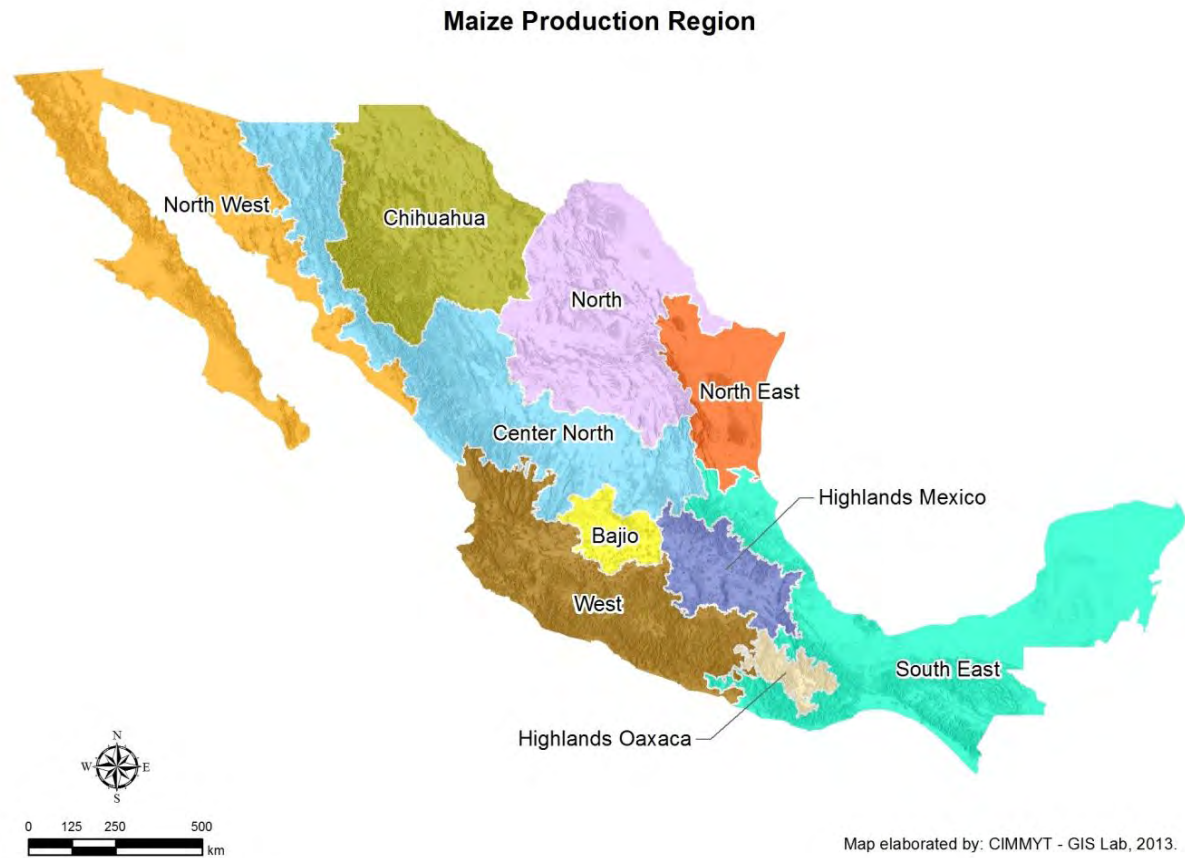 Maize Production Region
North West
Chihuahua
North
North East
Center North
Highlands Mexico
Bajio
West
South East
Highlands Oaxaca
N
W E
S
0 125 250 500
km
Map elaborated by: CIMMYT - GIS Lab, 2013.